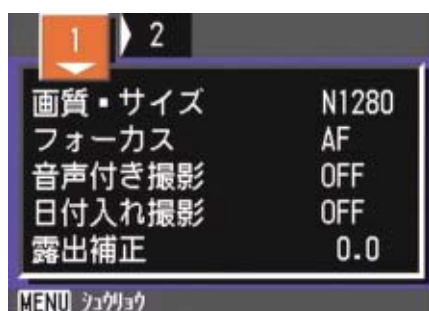 1 2
画質・サイズ N1280
フォーカス AF
音声付き撮影 OFF
日付入れ撮影 OFF
露出補正 0.0
MENU シュウリョウ